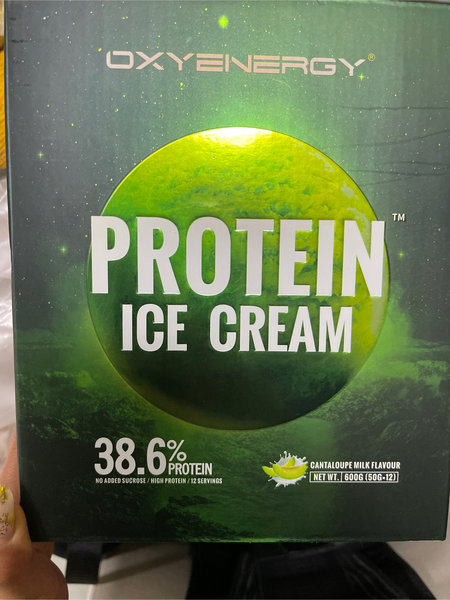 OXYENERGY®
PROTEIN™
ICE CREAM
38.6% PROTEIN
NO ADDED SUCROSE / HIGH PROTEIN / 12 SERVINGS
CANTALOUPE MILK FLAVOUR
NET WT. 600G (50G×12)